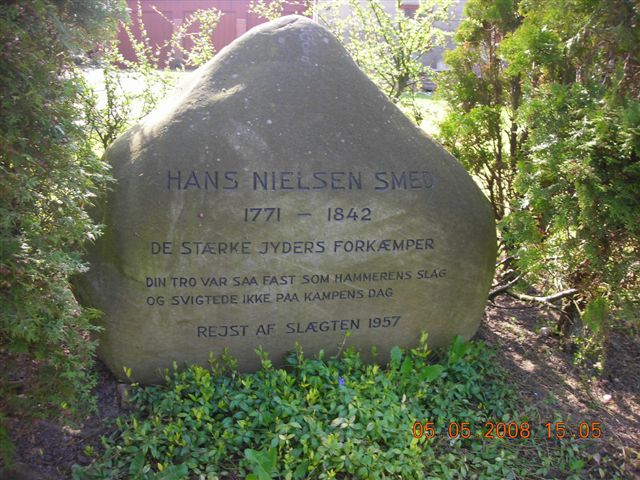 HANS NIELSEN SMED
1771 – 1842
DE STÆRKE JYDERS FORKÆMPER
DIN TRO VAR SAA FAST SOM HAMMERENS SLAG
OG SVIGTEDE IKKE PAA KAMPENS DAG
REJST AF SLÆGTEN 1957
05.05.2008 15:05